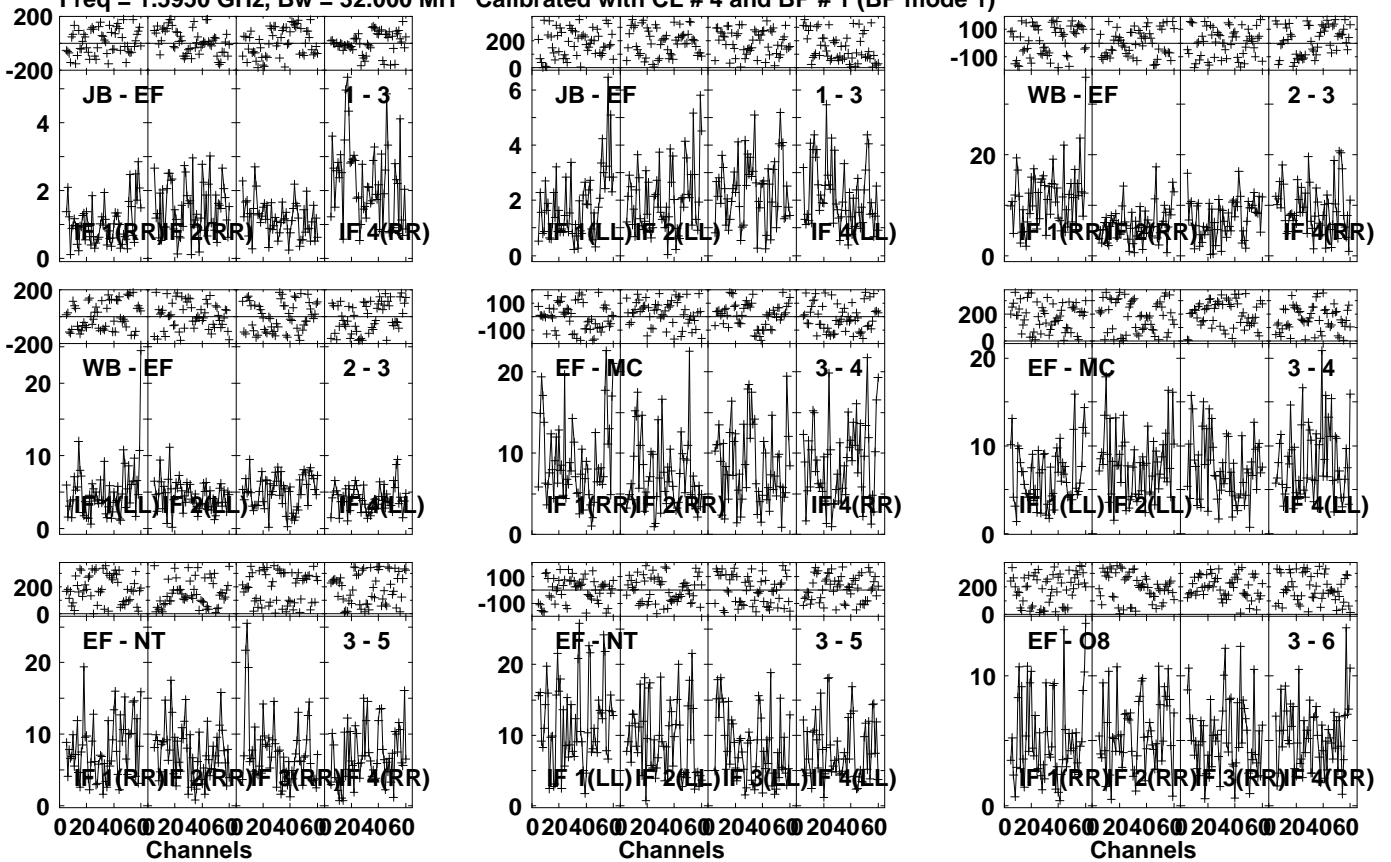 Freq = 1.5950 GHz, Bw = 32.000 MH Calibrated with CL # 4 and BP # 1 (BP mode 1)
200
-200
JB - EF 1 - 3
4
2
0
IF 1(RR) IF 2(RR) IF 4(RR)
200
0
JB - EF 1 - 3
6
4
2
0
IF 1(LL) IF 2(LL) IF 4(LL)
100
-100
WB - EF 2 - 3
20
0
IF 1(RR) IF 2(RR) IF 4(RR)
200
-200
WB - EF 2 - 3
20
10
0
IF 1(LL) IF 2(LL) IF 4(LL)
100
-100
EF - MC 3 - 4
20
10
0
IF 1(RR) IF 2(RR) IF 4(RR)
200
0
EF - MC 3 - 4
20
10
0
IF 1(LL) IF 2(LL) IF 4(LL)
200
0
EF - NT 3 - 5
20
10
0
IF 1(RR) IF 2(RR) IF 3(RR) IF 4(RR)
0 20 40 60 0 20 40 60 0 20 40 60 0 20 40 60
Channels
100
-100
EF - NT 3 - 5
20
10
0
IF 1(LL) IF 2(LL) IF 3(LL) IF 4(LL)
0 20 40 60 0 20 40 60 0 20 40 60 0 20 40 60
Channels
200
0
EF - O8 3 - 6
10
0
IF 1(RR) IF 2(RR) IF 3(RR) IF 4(RR)
0 20 40 60 0 20 40 60 0 20 40 60 0 20 40 60
Channels